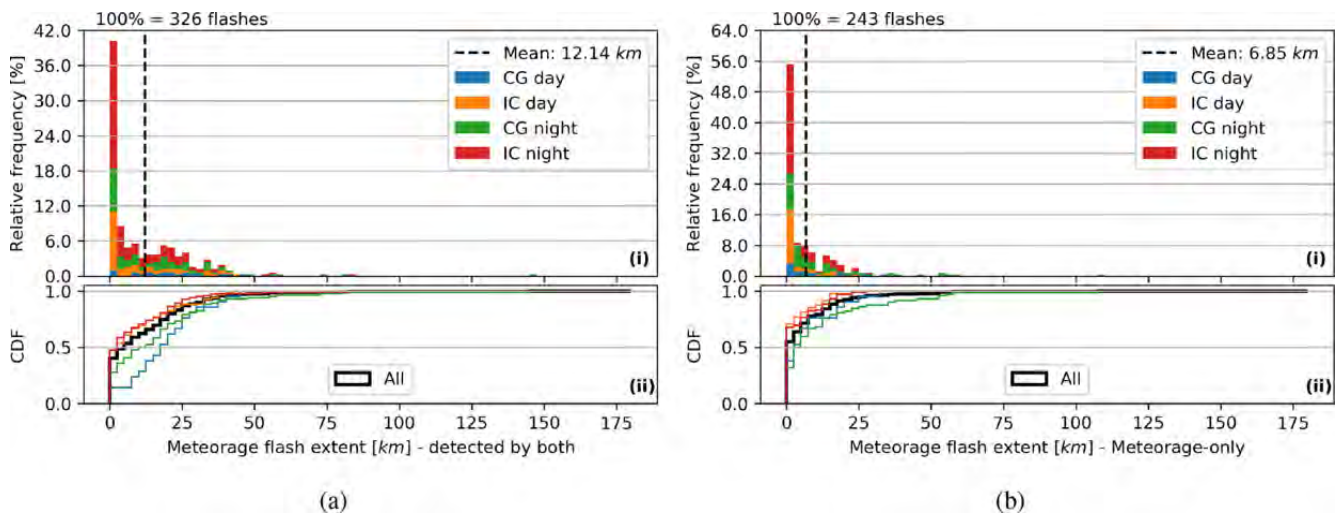 100% = 326 flashes
Relative frequency [%]
42.0
36.0
30.0
24.0
18.0
12.0
6.0
0.0
Mean: 12.14 km
CG day
IC day
CG night
IC night
(i)
CDF
1.0
0.5
0.0
All
(ii)
0 25 50 75 100 125 150 175
Meteorage flash extent [km] - detected by both
(a)
100% = 243 flashes
Relative frequency [%]
64.0
56.0
48.0
40.0
32.0
24.0
16.0
8.0
0.0
Mean: 6.85 km
CG day
IC day
CG night
IC night
(i)
CDF
1.0
0.5
0.0
All
(ii)
0 25 50 75 100 125 150 175
Meteorage flash extent [km] - Meteorage-only
(b)